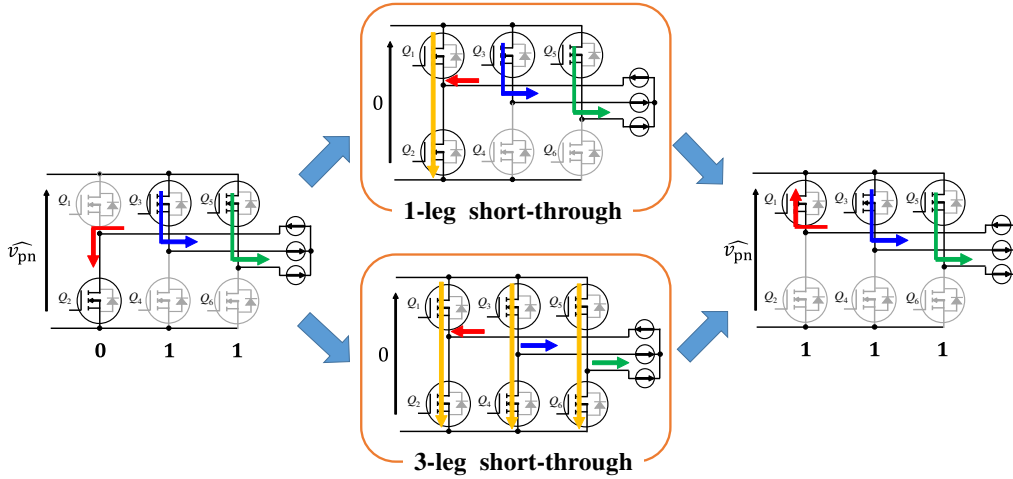 Q1 Q3 Q5
0
Q2 Q4 Q6
1-leg short-through
Q1 Q3 Q5
v̂pn
Q2 Q4 Q6
0 1 1
Q1 Q3 Q5
0
Q2 Q4 Q6
3-leg short-through
Q1 Q3 Q5
v̂pn
Q2 Q4 Q6
1 1 1